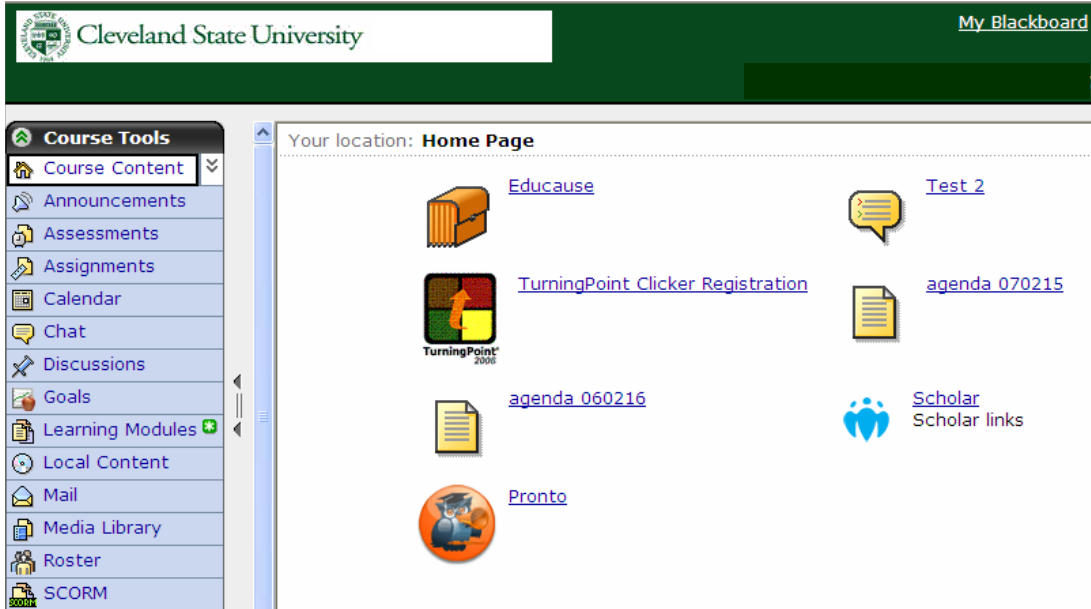 Cleveland State University
My Blackboard
Course Tools
Course Content
Announcements
Assessments
Assignments
Calendar
Chat
Discussions
Goals
Learning Modules
Local Content
Mail
Media Library
Roster
SCORM
SCORM
Your location: Home Page
Educause
Test 2
TurningPoint Clicker Registration
TurningPoint
2006
agenda 070215
agenda 060216
Scholar
Scholar links
Pronto